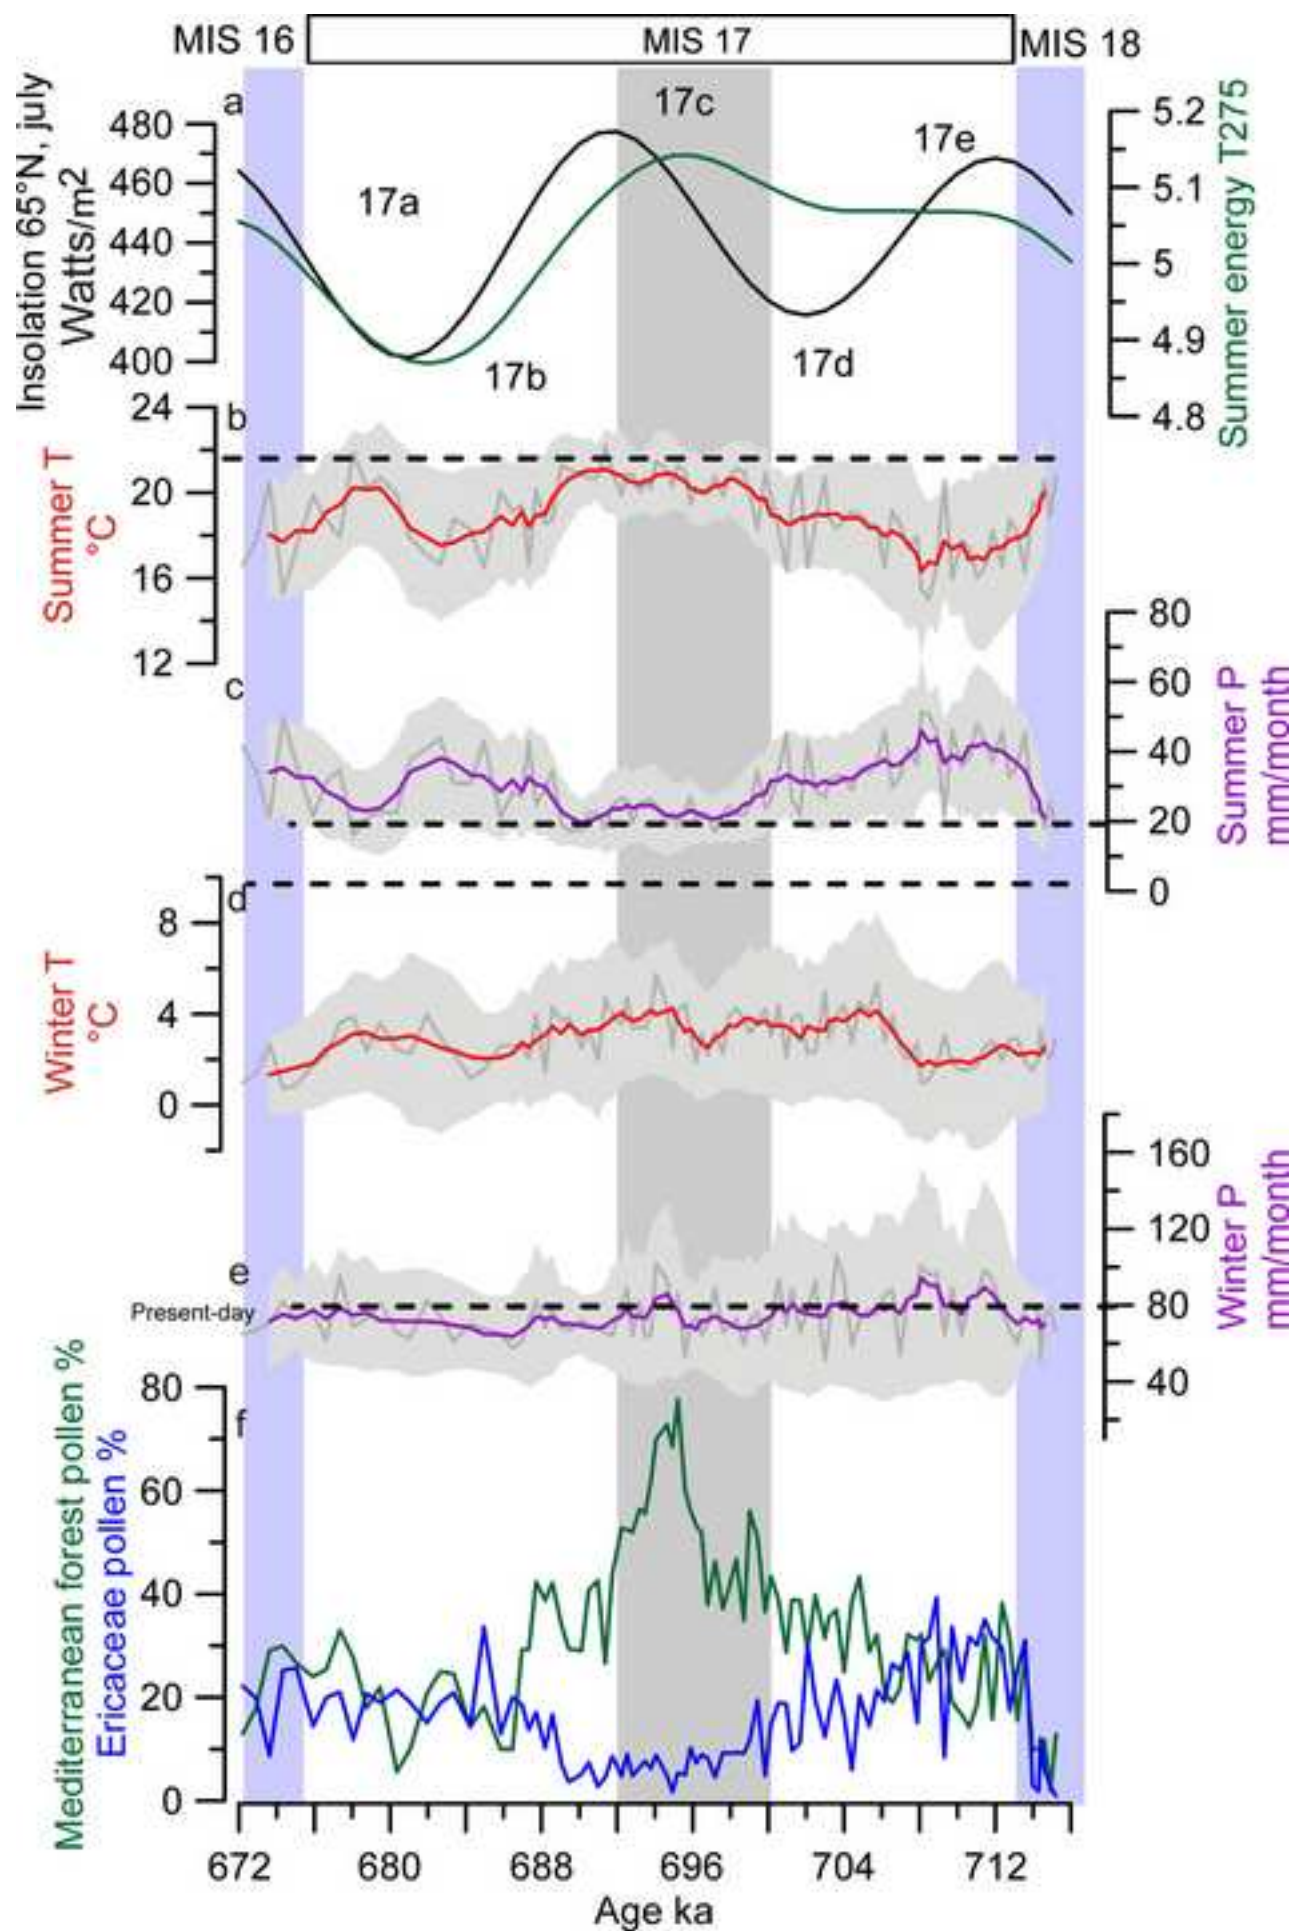 MIS 16
MIS 17
MIS 18
a
17c
17e
17a
17b
17d
Insolation 65°N, july
Watts/m2
480
460
440
420
400
5.2
5.1
5
4.9
4.8
Summer energy T275
b
24
20
16
12
Summer T
°C
c
80
60
40
20
0
Summer P
mm/month
d
8
4
0
Winter T
°C
e
160
120
80
40
Winter P
mm/month
Present-day
f
80
60
40
20
0
Mediterranean forest pollen %
Ericaceae pollen %
672 680 688 696 704 712
Age ka